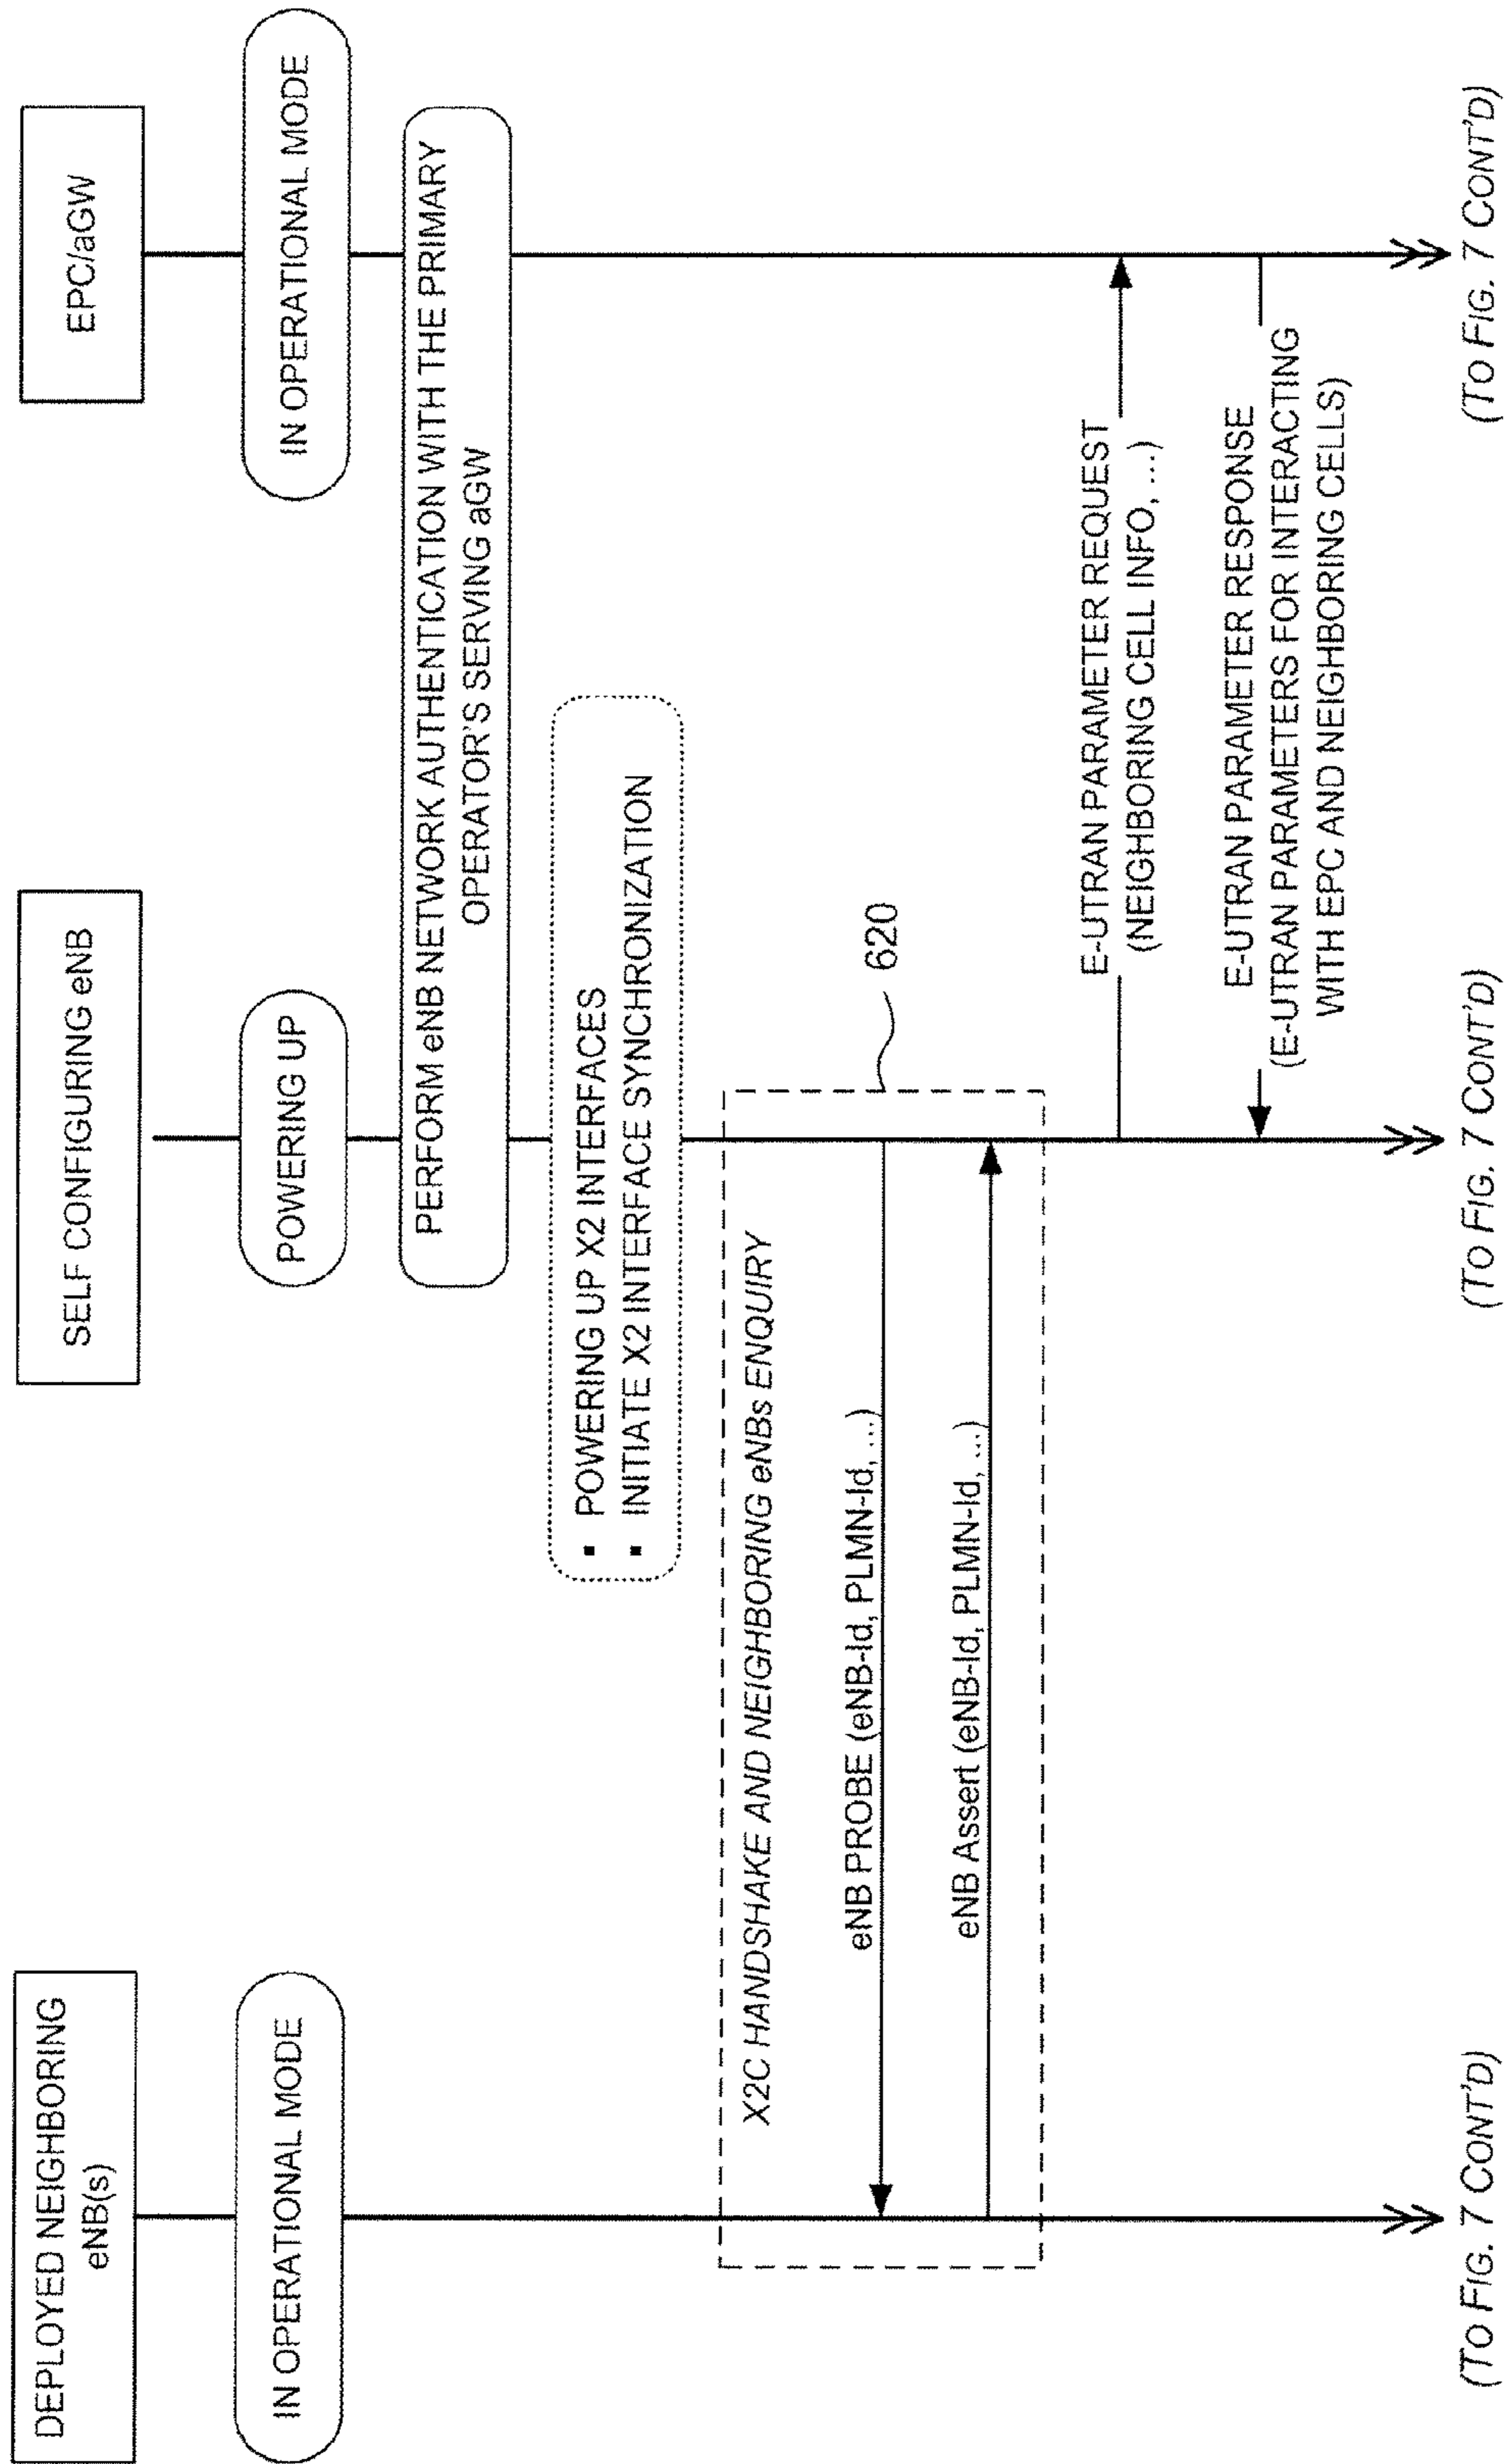 DEPLOYED NEIGHBORING
eNB(s)
SELF CONFIGURING eNB
EPC/aGW
IN OPERATIONAL MODE
POWERING UP
IN OPERATIONAL MODE
PERFORM eNB NETWORK AUTHENTICATION WITH THE PRIMARY
OPERATOR'S SERVING aGW
▪ POWERING UP X2 INTERFACES
▪ INITIATE X2 INTERFACE SYNCHRONIZATION
X2C HANDSHAKE AND NEIGHBORING eNBs ENQUIRY
620
eNB PROBE (eNB-Id, PLMN-Id, ...)
eNB Assert (eNB-Id, PLMN-Id, ...)
E-UTRAN PARAMETER REQUEST
(NEIGHBORING CELL INFO, ...)
E-UTRAN PARAMETER RESPONSE
(E-UTRAN PARAMETERS FOR INTERACTING
WITH EPC AND NEIGHBORING CELLS)
(TO FIG. 7 CONT'D)
(TO FIG. 7 CONT'D)
(TO FIG. 7 CONT'D)